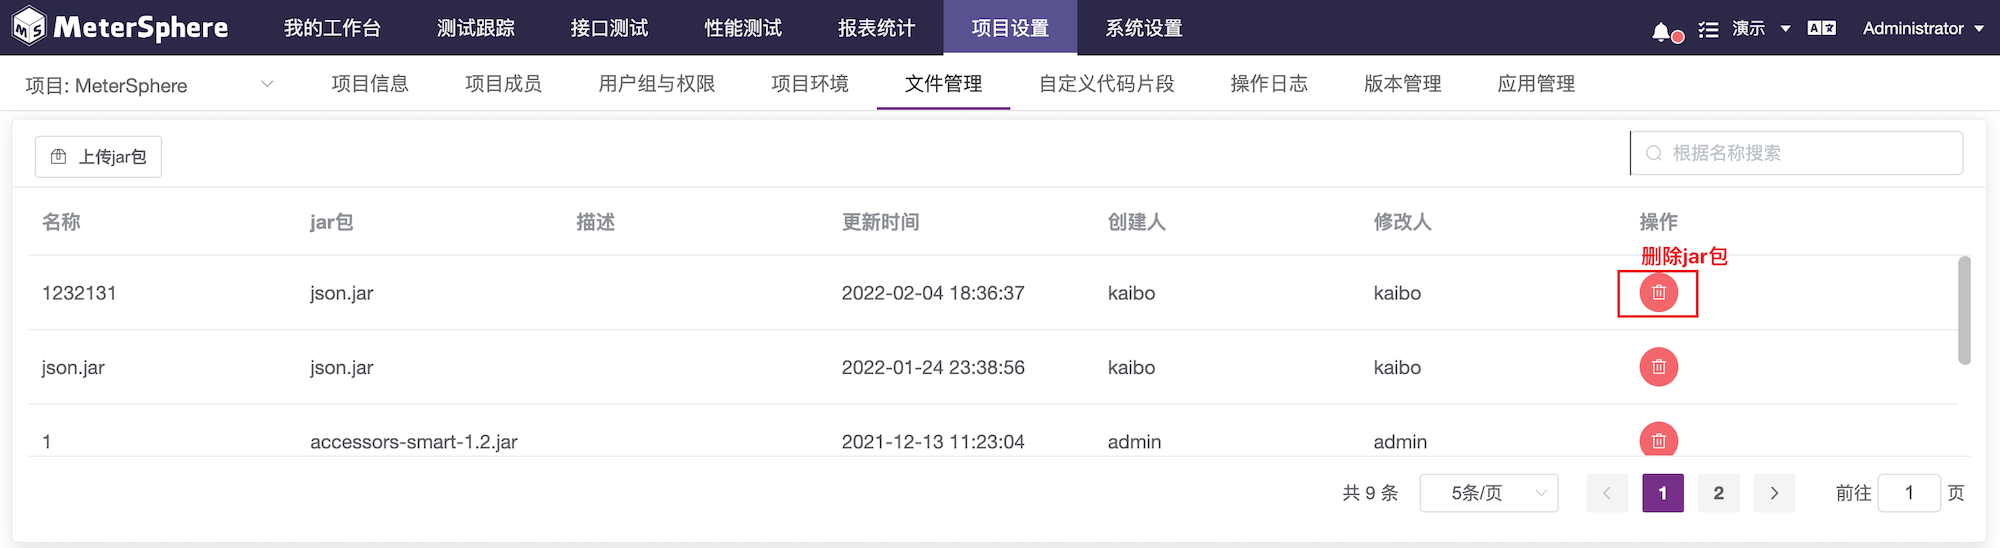 MeterSphere 我的工作台 测试跟踪 接口测试 性能测试 报表统计 项目设置 系统设置 演示 Administrator
项目: MeterSphere 项目信息 项目成员 用户组与权限 项目环境 文件管理 自定义代码片段 操作日志 版本管理 应用管理
上传jar包 根据名称搜索
名称 jar包 描述 更新时间 创建人 修改人 操作
删除jar包
1232131 json.jar 2022-02-04 18:36:37 kaibo kaibo
json.jar json.jar 2022-01-24 23:38:56 kaibo kaibo
1 accessors-smart-1.2.jar 2021-12-13 11:23:04 admin admin
共 9 条 5条/页 1 2 前往 1 页